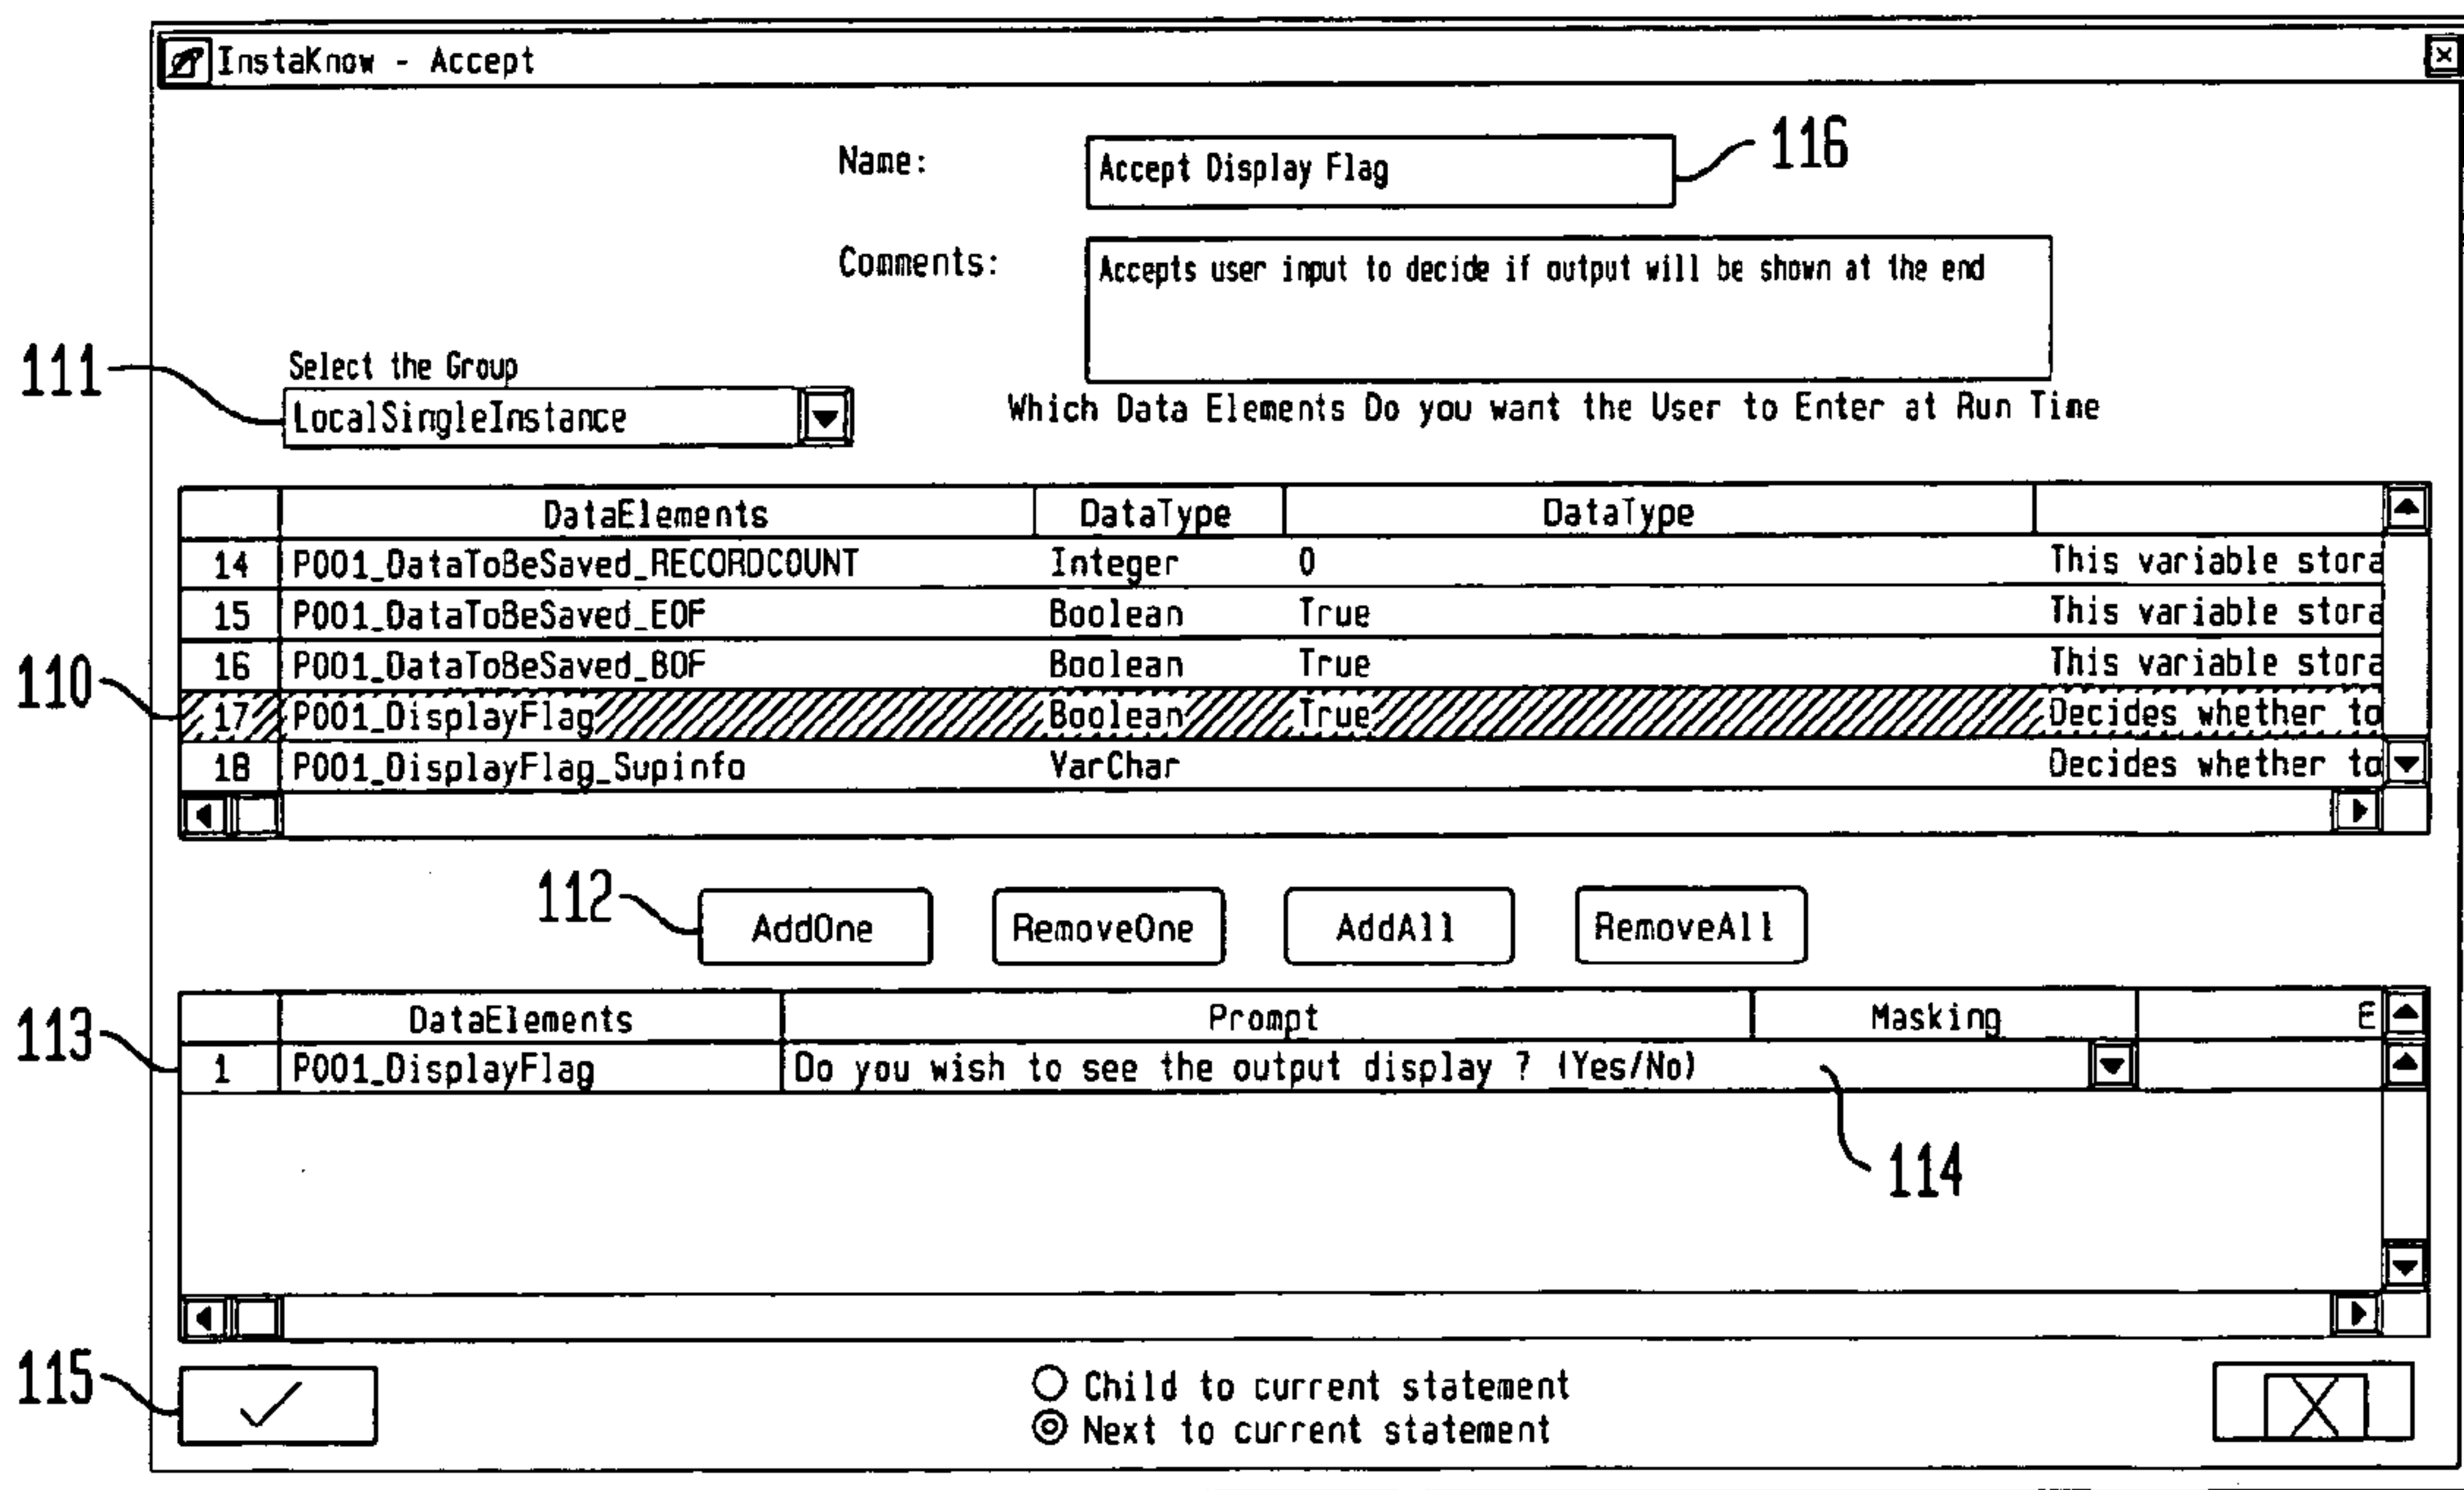 InstaKnow - Accept
Name:
Accept Display Flag
116
Comments:
Accepts user input to decide if output will be shown at the end
111
Select the Group
LocalSingleInstance
Which Data Elements Do you want the User to Enter at Run Time
DataElements DataType DataType
14 P001_DataToBeSaved_RECORDCOUNT Integer 0 This variable stora
15 P001_DataToBeSaved_EOF Boolean True This variable stora
16 P001_DataToBeSaved_BOF Boolean True This variable stora
110
17 P001_DisplayFlag Boolean True Decides whether to
18 P001_DisplayFlag_Supinfo VarChar Decides whether to
112
AddOne RemoveOne AddAll RemoveAll
113
DataElements Prompt Masking E
1 P001_DisplayFlag Do you wish to see the output display ? (Yes/No)
114
115
Child to current statement
Next to current statement